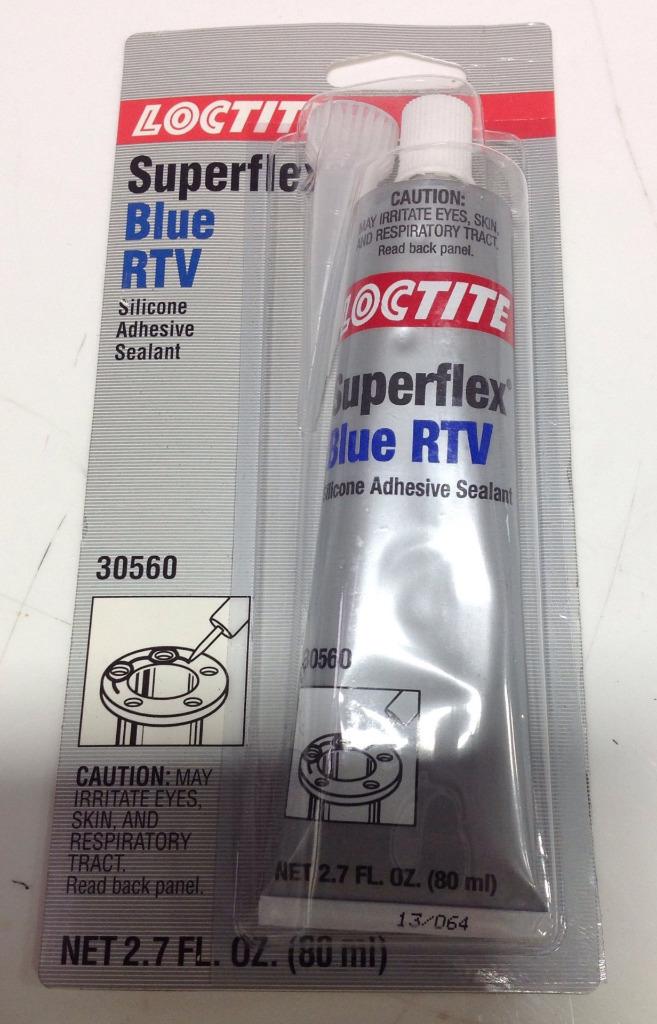 LOCTITE
Superflex
Blue
RTV
Silicone
Adhesive
Sealant
30560
CAUTION: MAY
IRRITATE EYES,
SKIN, AND
RESPIRATORY
TRACT.
Read back panel.
NET 2.7 FL. OZ. (80 ml)
CAUTION:
MAY IRRITATE EYES, SKIN,
AND RESPIRATORY TRACT.
Read back panel.
LOCTITE
Superflex®
Blue RTV
Silicone Adhesive Sealant
30560
NET 2.7 FL. OZ. (80 ml)
13/064